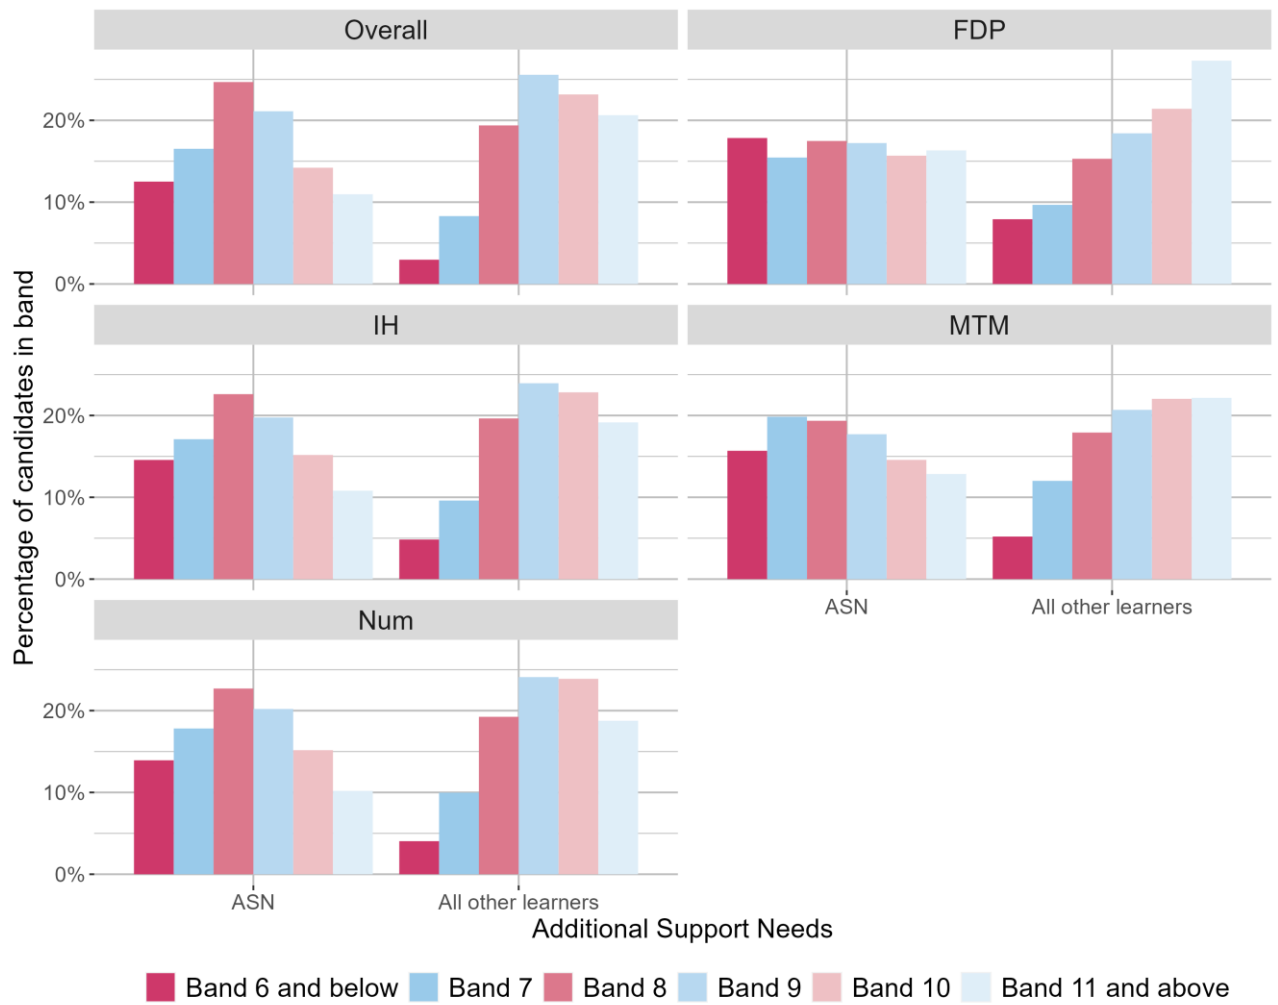 Overall
FDP
20%
10%
0%
IH
MTM
20%
10%
0%
ASN
All other learners
Num
20%
10%
0%
ASN
All other learners
Percentage of candidates in band
Additional Support Needs
Band 6 and below
Band 7
Band 8
Band 9
Band 10
Band 11 and above